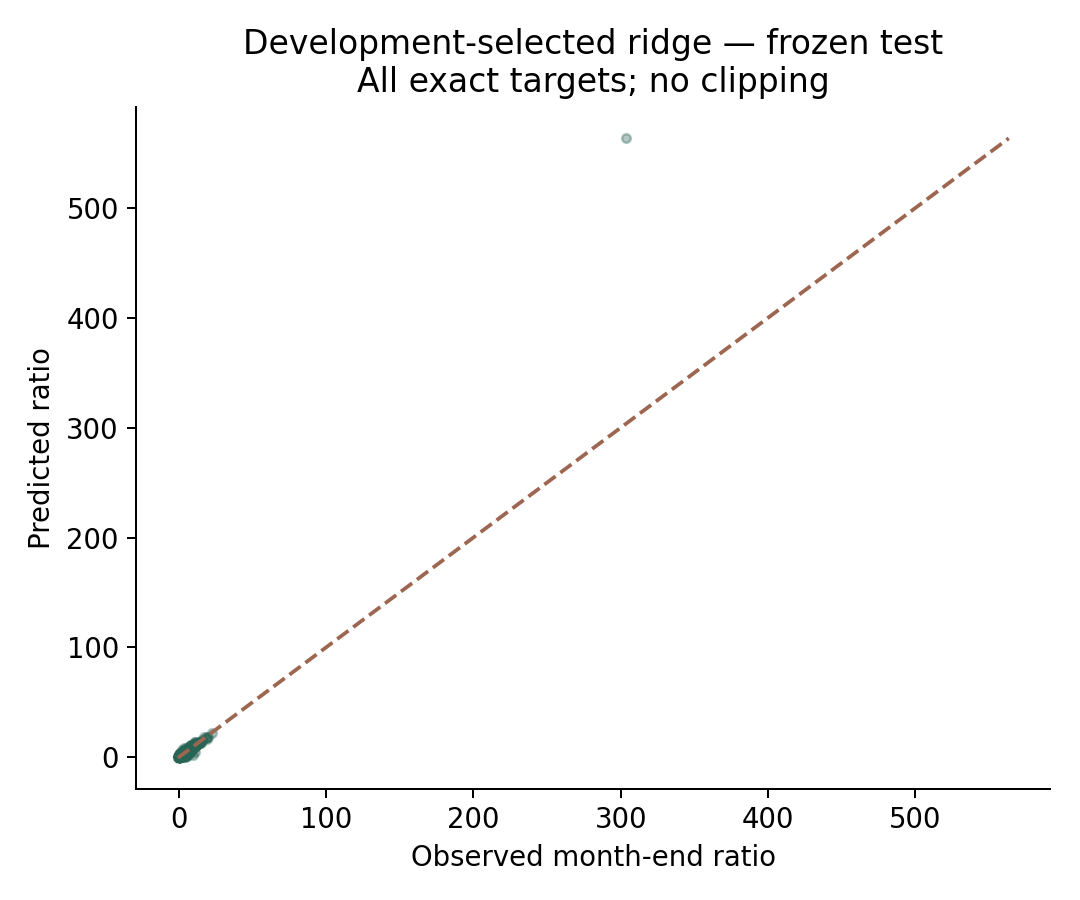 Development-selected ridge — frozen test
All exact targets; no clipping
Predicted ratio
500
400
300
200
100
0
0 100 200 300 400 500
Observed month-end ratio